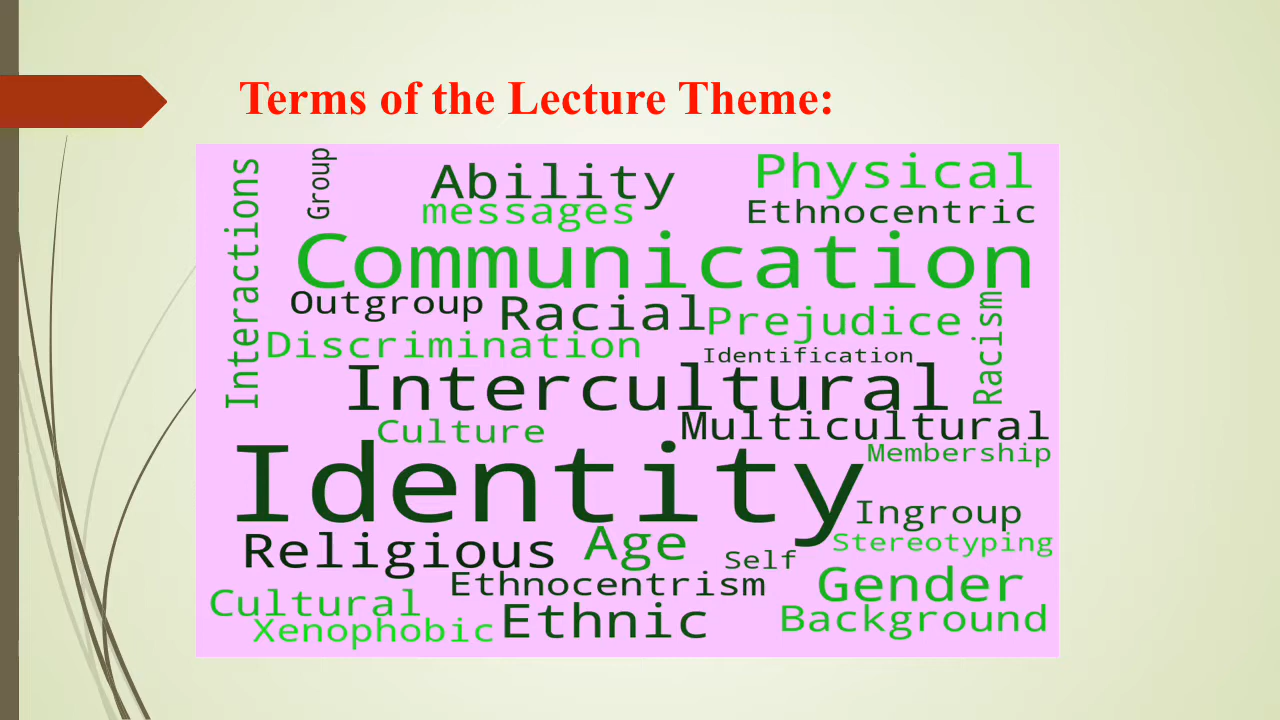 Terms of the Lecture Theme:
Interactions
Group
Ability
Physical
messages
Ethnocentric
Communication
Outgroup
Racial
Prejudice
Racism
Discrimination
Identification
Intercultural
Culture
Multicultural
Identity
Membership
Ingroup
Religious
Age
Stereotyping
Self
Ethnocentrism
Gender
Cultural
Ethnic
Background
Xenophobic